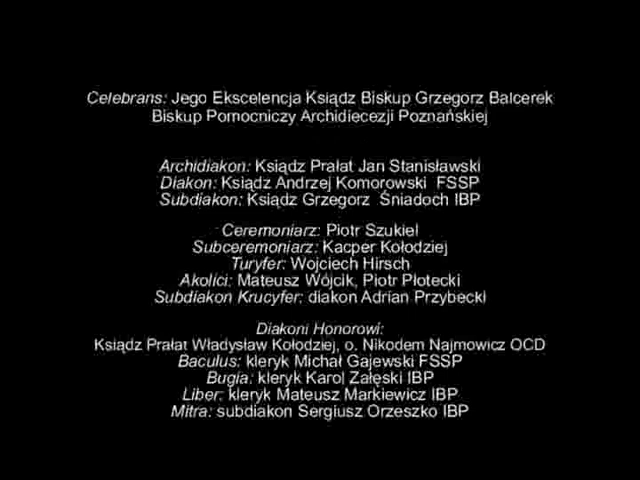 Celebrans: Jego Ekscelencja Ksiądz Biskup Grzegorz Balcerek
Biskup Pomocniczy Archidiecezji Poznańskiej
Archidiakon: Ksiądz Prałat Jan Stanisławski
Diakon: Ksiądz Andrzej Komorowski FSSP
Subdiakon: Ksiądz Grzegorz Śniadoch IBP
Ceremoniarz: Piotr Szukiel
Subceremoniarz: Kacper Kołodziej
Turyfer: Wojciech Hirsch
Akolici: Mateusz Wójcik, Piotr Płotecki
Subdiakon Krucyfer: diakon Adrian Przybecki
Diakoni Honorowi:
Ksiądz Prałat Władysław Kołodziej, o. Nikodem Najmowicz OCD
Baculus: kleryk Michał Gajewski FSSP
Bugia: kleryk Karol Załęski IBP
Liber: kleryk Mateusz Markiewicz IBP
Mitra: subdiakon Sergiusz Orzeszko IBP